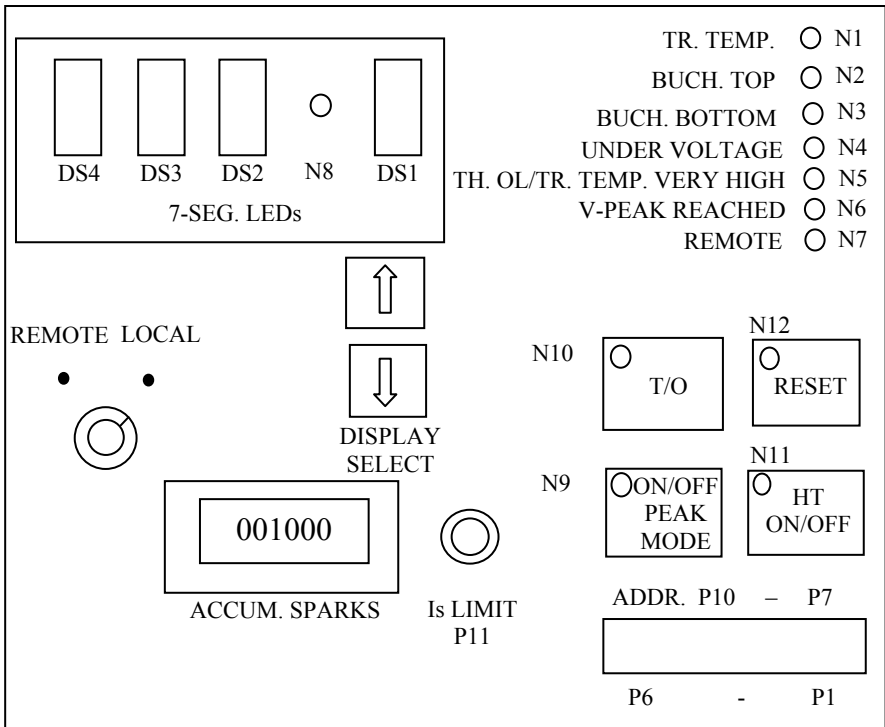 TR. TEMP. N1
BUCH. TOP N2
BUCH. BOTTOM N3
UNDER VOLTAGE N4
TH. OL/TR. TEMP. VERY HIGH N5
V-PEAK REACHED N6
REMOTE N7
DS4 DS3 DS2 N8 DS1
7-SEG. LEDs
REMOTE LOCAL
DISPLAY
SELECT
N10
T/O
N12
RESET
N9
ON/OFF
PEAK
MODE
N11
HT
ON/OFF
001000
ACCUM. SPARKS
Is LIMIT
P11
ADDR. P10 – P7
P6 - P1